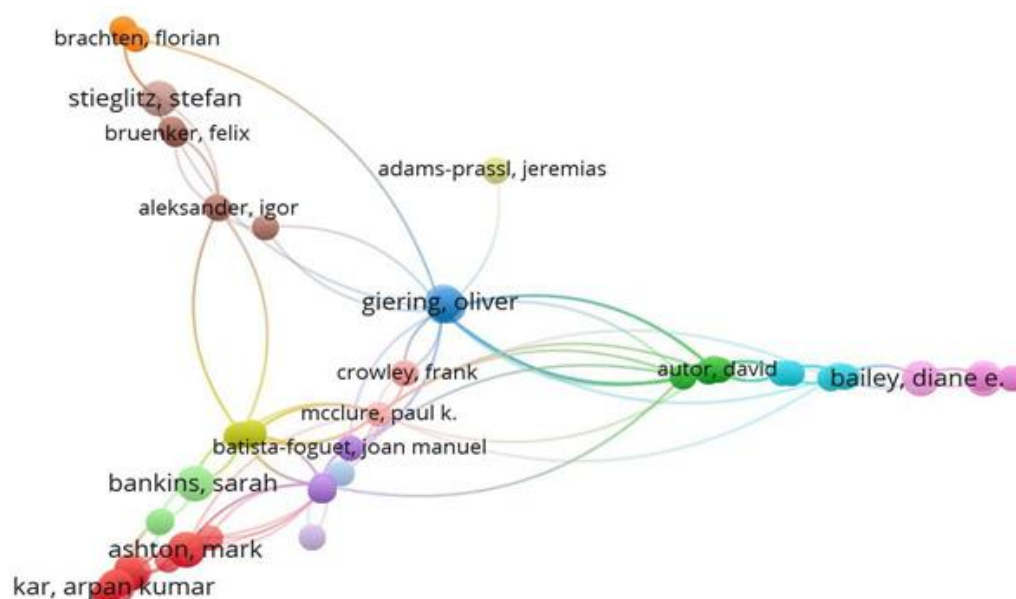 brachten, florian
stieglitz, stefan
bruenker, felix
adams-prassl, jeremias
aleksander, igor
giering, oliver
crowley, frank
autor, david
bailey, diane e.
mcclure, paul k.
batista-foguet, joan manuel
bankins, sarah
ashton, mark
kar, arpan kumar